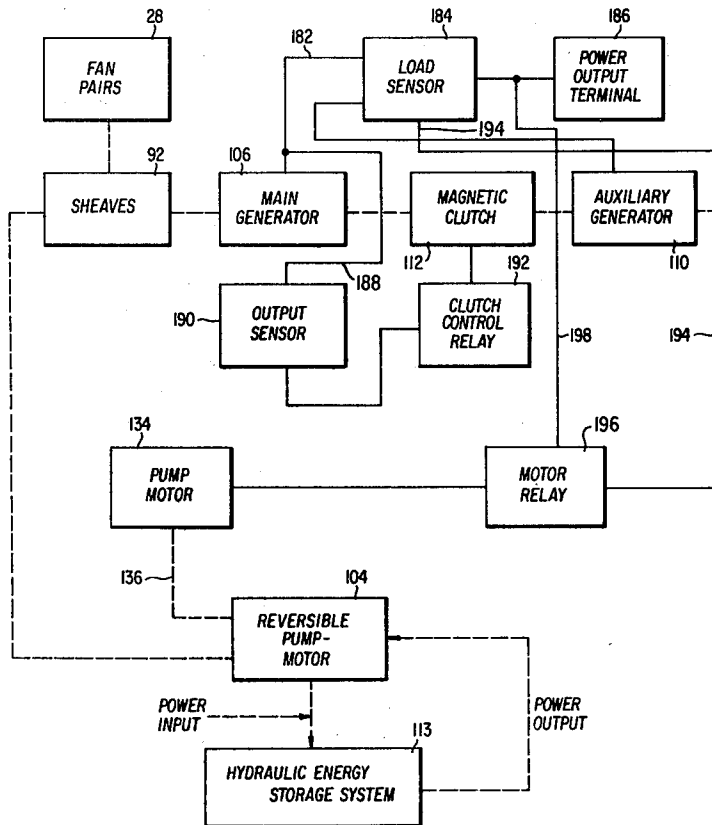 28
FAN
PAIRS
182
184
LOAD
SENSOR
186
POWER
OUTPUT
TERMINAL
194
92
SHEAVES
106
MAIN
GENERATOR
MAGNETIC
CLUTCH
112
AUXILIARY
GENERATOR
110
188
190
OUTPUT
SENSOR
192
CLUTCH
CONTROL
RELAY
198
194
134
PUMP
MOTOR
196
MOTOR
RELAY
136
104
REVERSIBLE
PUMP-
MOTOR
POWER
INPUT
POWER
OUTPUT
113
HYDRAULIC ENERGY
STORAGE SYSTEM